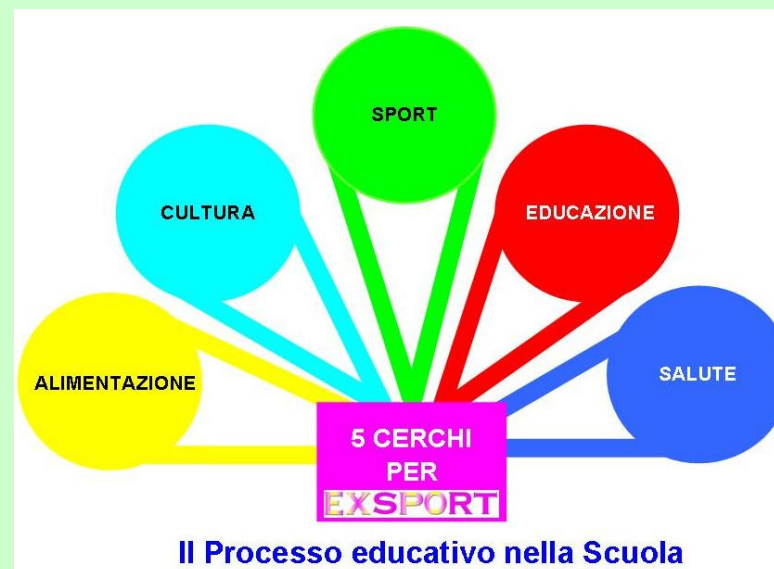 SPORT
CULTURA
EDUCAZIONE
ALIMENTAZIONE
SALUTE
5 CERCHI
PER
EXSPORT
Il Processo educativo nella Scuola